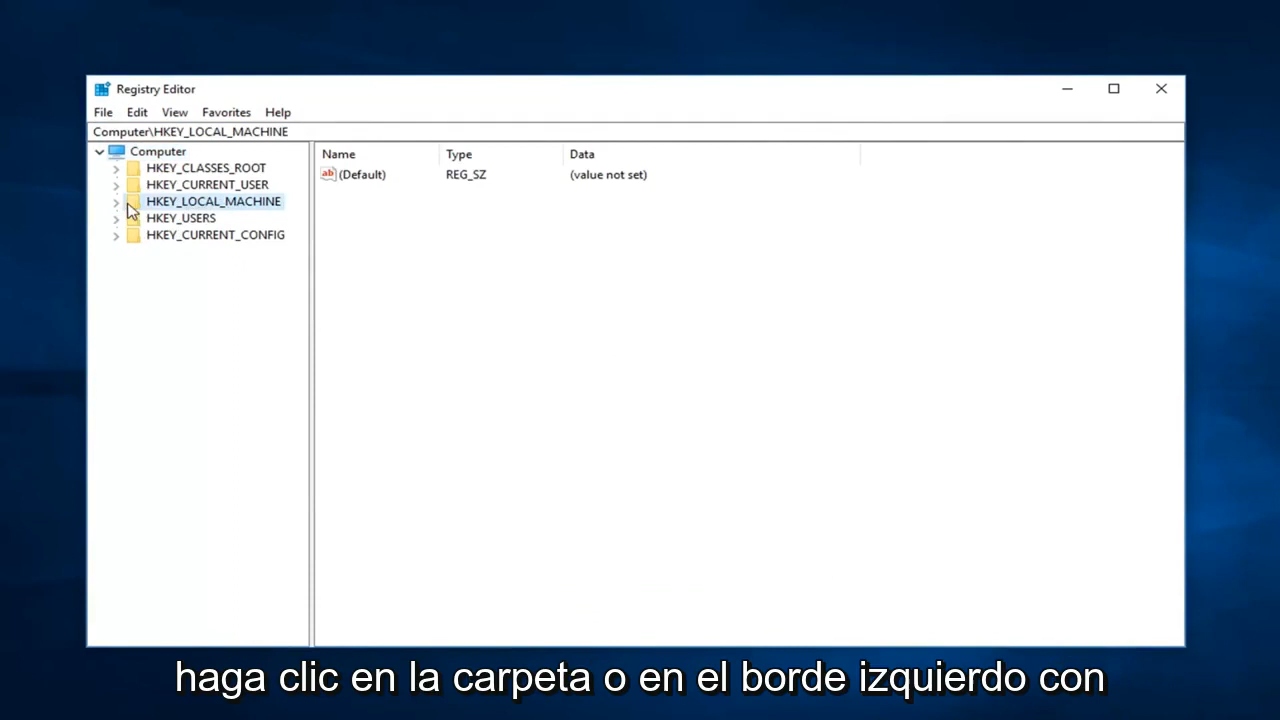 Registry Editor
File Edit View Favorites Help
Computer\HKEY_LOCAL_MACHINE
Computer
HKEY_CLASSES_ROOT
HKEY_CURRENT_USER
HKEY_LOCAL_MACHINE
HKEY_USERS
HKEY_CURRENT_CONFIG
Name Type Data
ab (Default) REG_SZ (value not set)
haga clic en la carpeta o en el borde izquierdo con